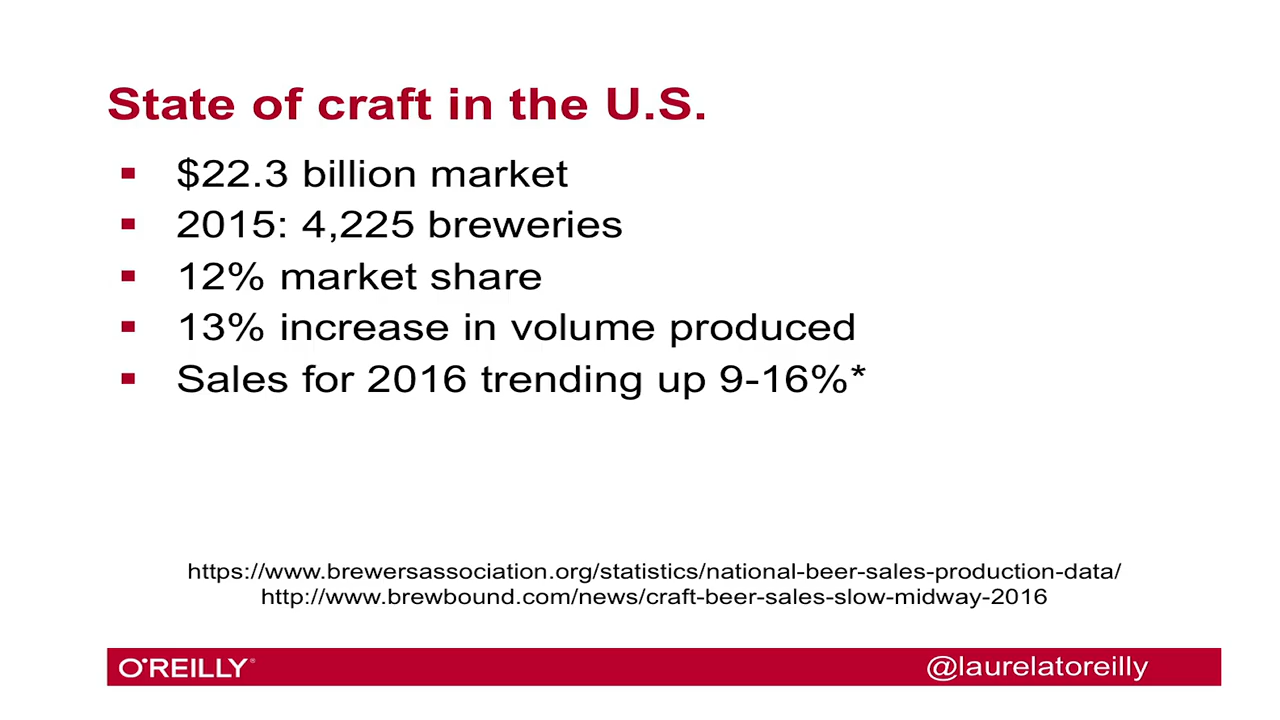 State of craft in the U.S.
▪ $22.3 billion market
▪ 2015: 4,225 breweries
▪ 12% market share
▪ 13% increase in volume produced
▪ Sales for 2016 trending up 9-16%*
https://www.brewersassociation.org/statistics/national-beer-sales-production-data/
http://www.brewbound.com/news/craft-beer-sales-slow-midway-2016
O'REILLY® @laurelatoreilly